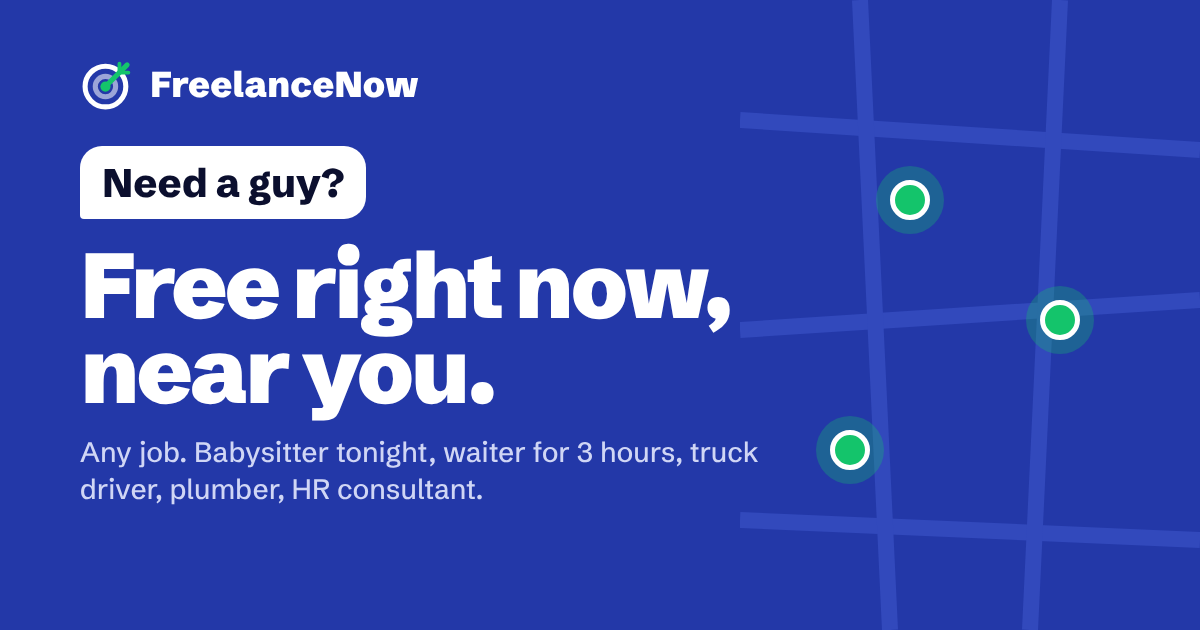 FreelanceNow
Need a guy?
Free right now,
near you.
Any job. Babysitter tonight, waiter for 3 hours, truck
driver, plumber, HR consultant.